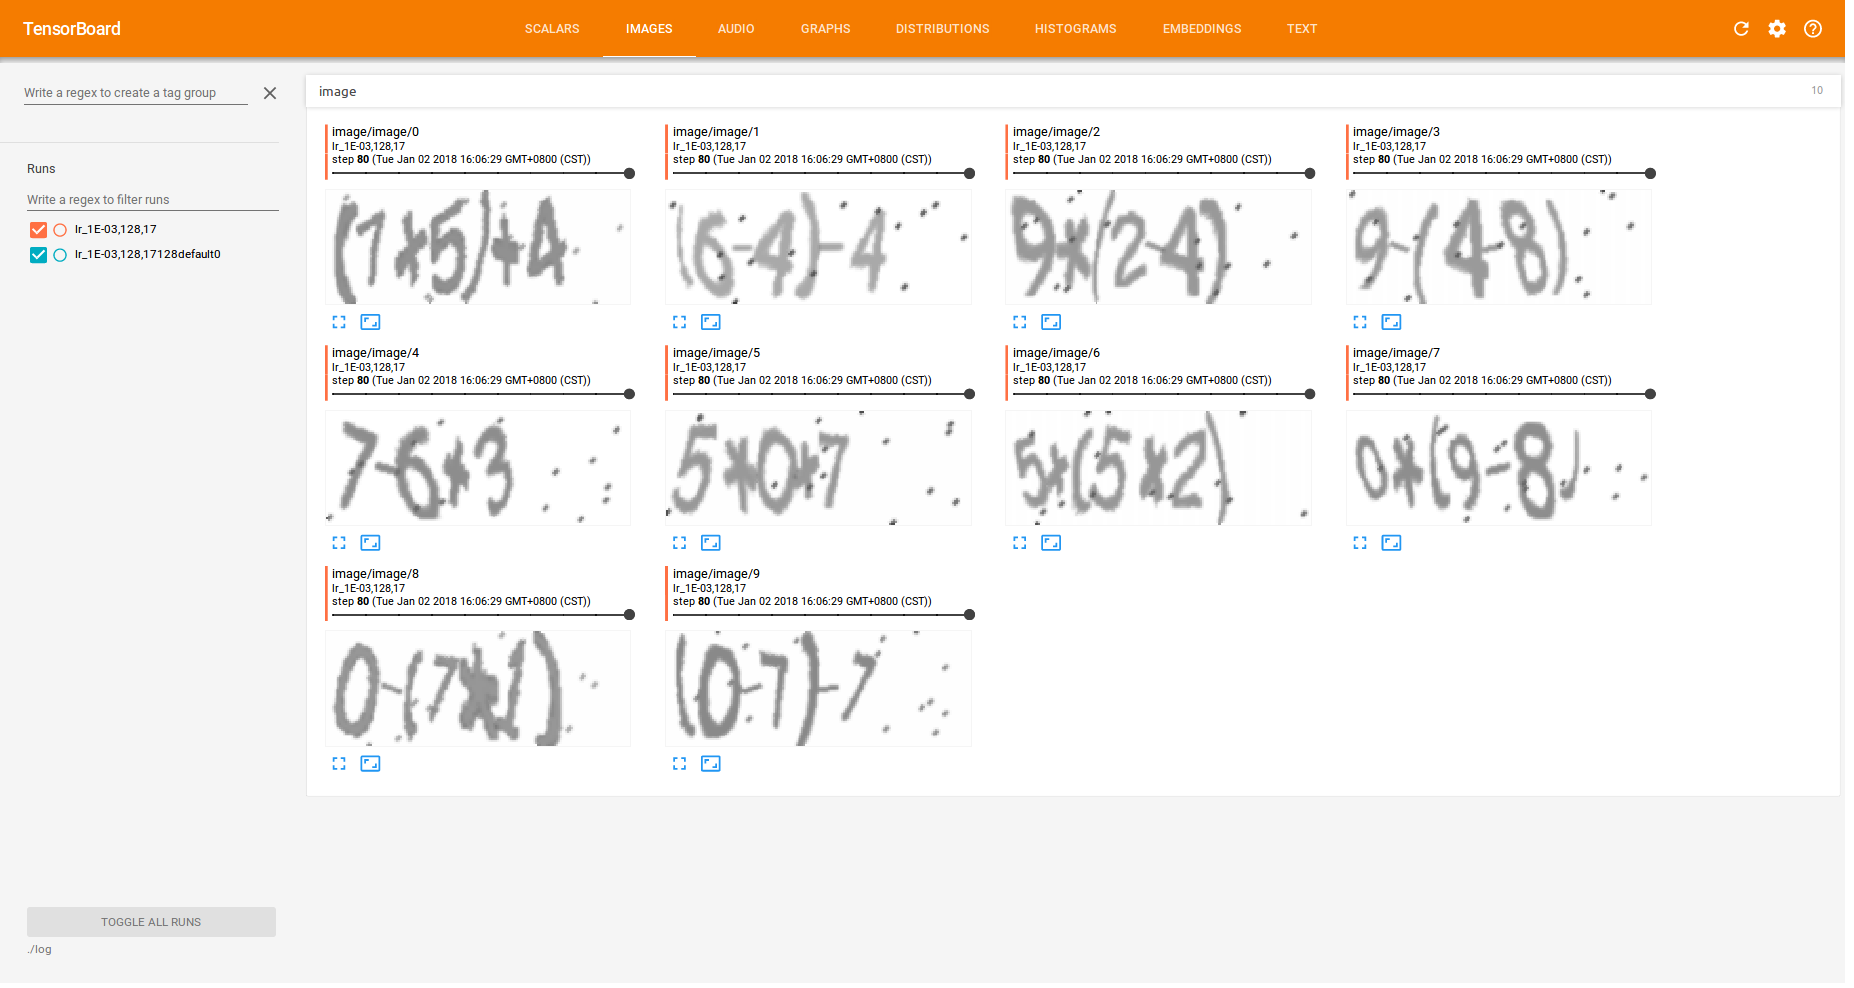 TensorBoard
SCALARS IMAGES AUDIO GRAPHS DISTRIBUTIONS HISTOGRAMS EMBEDDINGS TEXT
Write a regex to create a tag group
Runs
Write a regex to filter runs
lr_1E-03,128,17
lr_1E-03,128,17128default0
TOGGLE ALL RUNS
./log
image 10
image/image/0
lr_1E-03,128,17
step 80 (Tue Jan 02 2018 16:06:29 GMT+0800 (CST))
(7*5)+4
image/image/1
lr_1E-03,128,17
step 80 (Tue Jan 02 2018 16:06:29 GMT+0800 (CST))
(6-4)-4
image/image/2
lr_1E-03,128,17
step 80 (Tue Jan 02 2018 16:06:29 GMT+0800 (CST))
9*(2-4)
image/image/3
lr_1E-03,128,17
step 80 (Tue Jan 02 2018 16:06:29 GMT+0800 (CST))
9-(4-8)
image/image/4
lr_1E-03,128,17
step 80 (Tue Jan 02 2018 16:06:29 GMT+0800 (CST))
7-6*3
image/image/5
lr_1E-03,128,17
step 80 (Tue Jan 02 2018 16:06:29 GMT+0800 (CST))
5*0*7
image/image/6
lr_1E-03,128,17
step 80 (Tue Jan 02 2018 16:06:29 GMT+0800 (CST))
5*(5*2)
image/image/7
lr_1E-03,128,17
step 80 (Tue Jan 02 2018 16:06:29 GMT+0800 (CST))
0*(9-8)
image/image/8
lr_1E-03,128,17
step 80 (Tue Jan 02 2018 16:06:29 GMT+0800 (CST))
0-(7*1)
image/image/9
lr_1E-03,128,17
step 80 (Tue Jan 02 2018 16:06:29 GMT+0800 (CST))
(0-7)-7